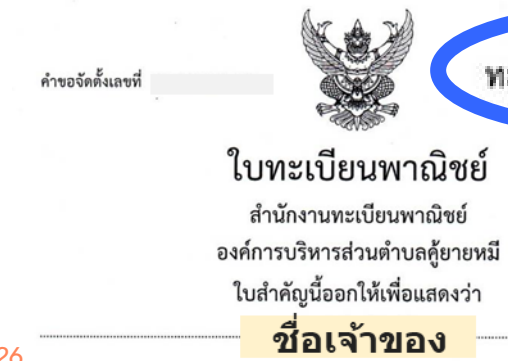 คำขอจัดตั้งเลขที่
ใบทะเบียนพาณิชย์
สำนักงานทะเบียนพาณิชย์
องค์การบริหารส่วนตำบลคู้ยายหมี
ใบสำคัญนี้ออกให้เพื่อแสดงว่า
ชื่อเจ้าของ
26